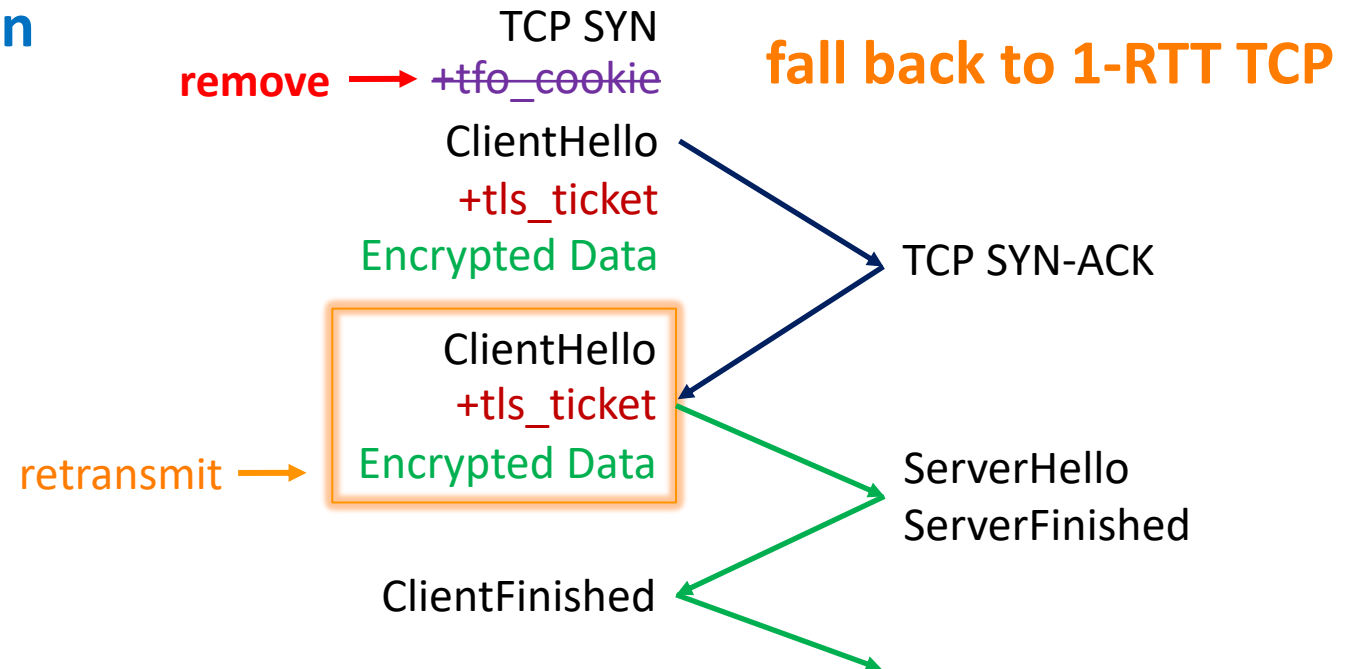 n
TCP SYN
remove
+tfo_cookie
fall back to 1-RTT TCP
ClientHello
+tls_ticket
Encrypted Data
TCP SYN-ACK
ClientHello
+tls_ticket
Encrypted Data
retransmit
ServerHello
ServerFinished
ClientFinished